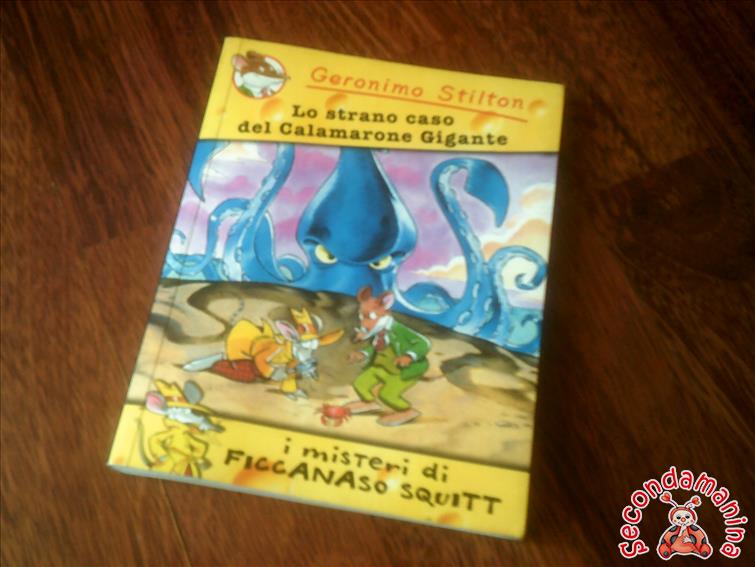 Geronimo Stilton
Lo strano caso
del Calamarone Gigante
i misteri di
FICCANASO SQUITT
secondamanina